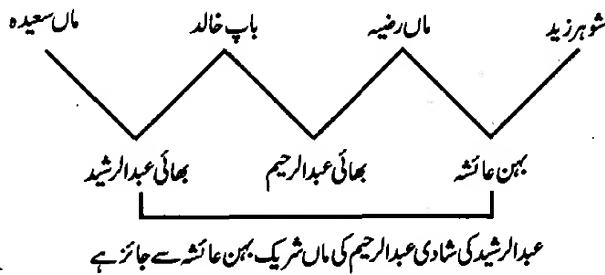 شوہر زید ماں رضیہ باپ خالد ماں سعیدہ
بہن عائشہ بھائی عبدالرحیم بھائی عبدالرشید
عبدالرشید کی شادی عبدالرحیم کی ماں شریک بہن عائشہ سے جائز ہے